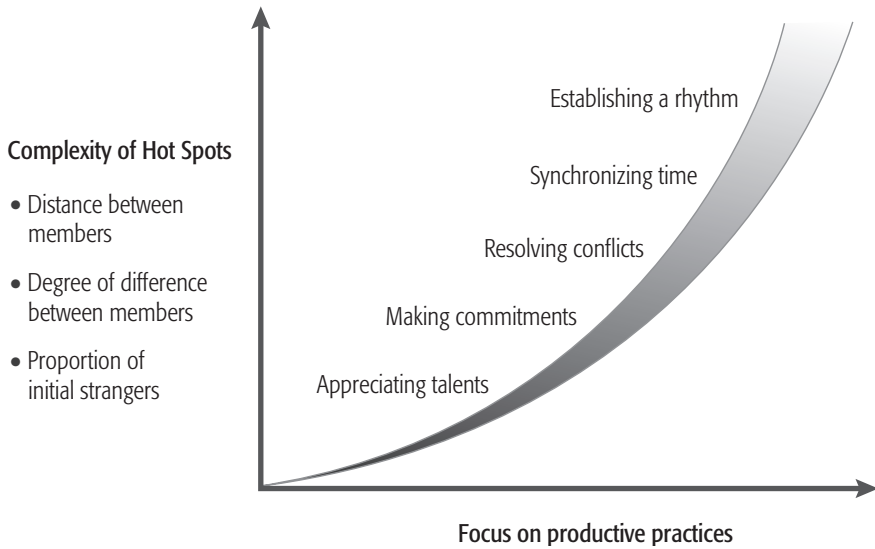 Complexity of Hot Spots
• Distance between
members
• Degree of difference
between members
• Proportion of
initial strangers
Establishing a rhythm
Synchronizing time
Resolving conflicts
Making commitments
Appreciating talents
Focus on productive practices